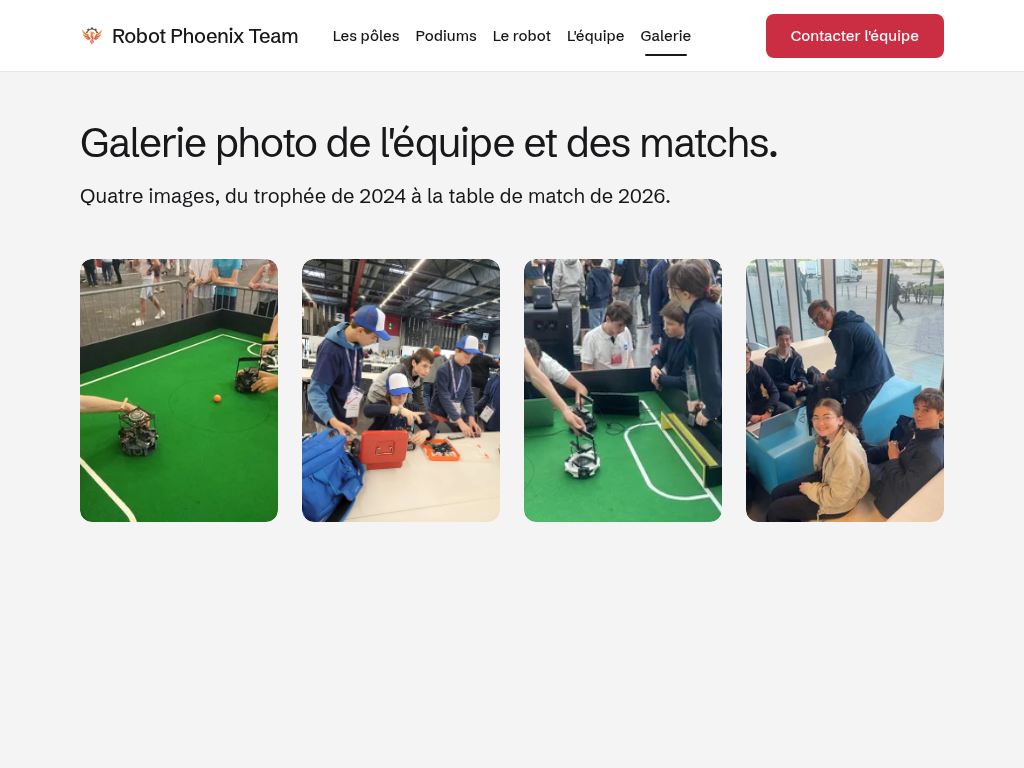 Robot Phoenix Team
Les pôles
Podiums
Le robot
L'équipe
Galerie
Contacter l'équipe
Galerie photo de l'équipe et des matchs.
Quatre images, du trophée de 2024 à la table de match de 2026.